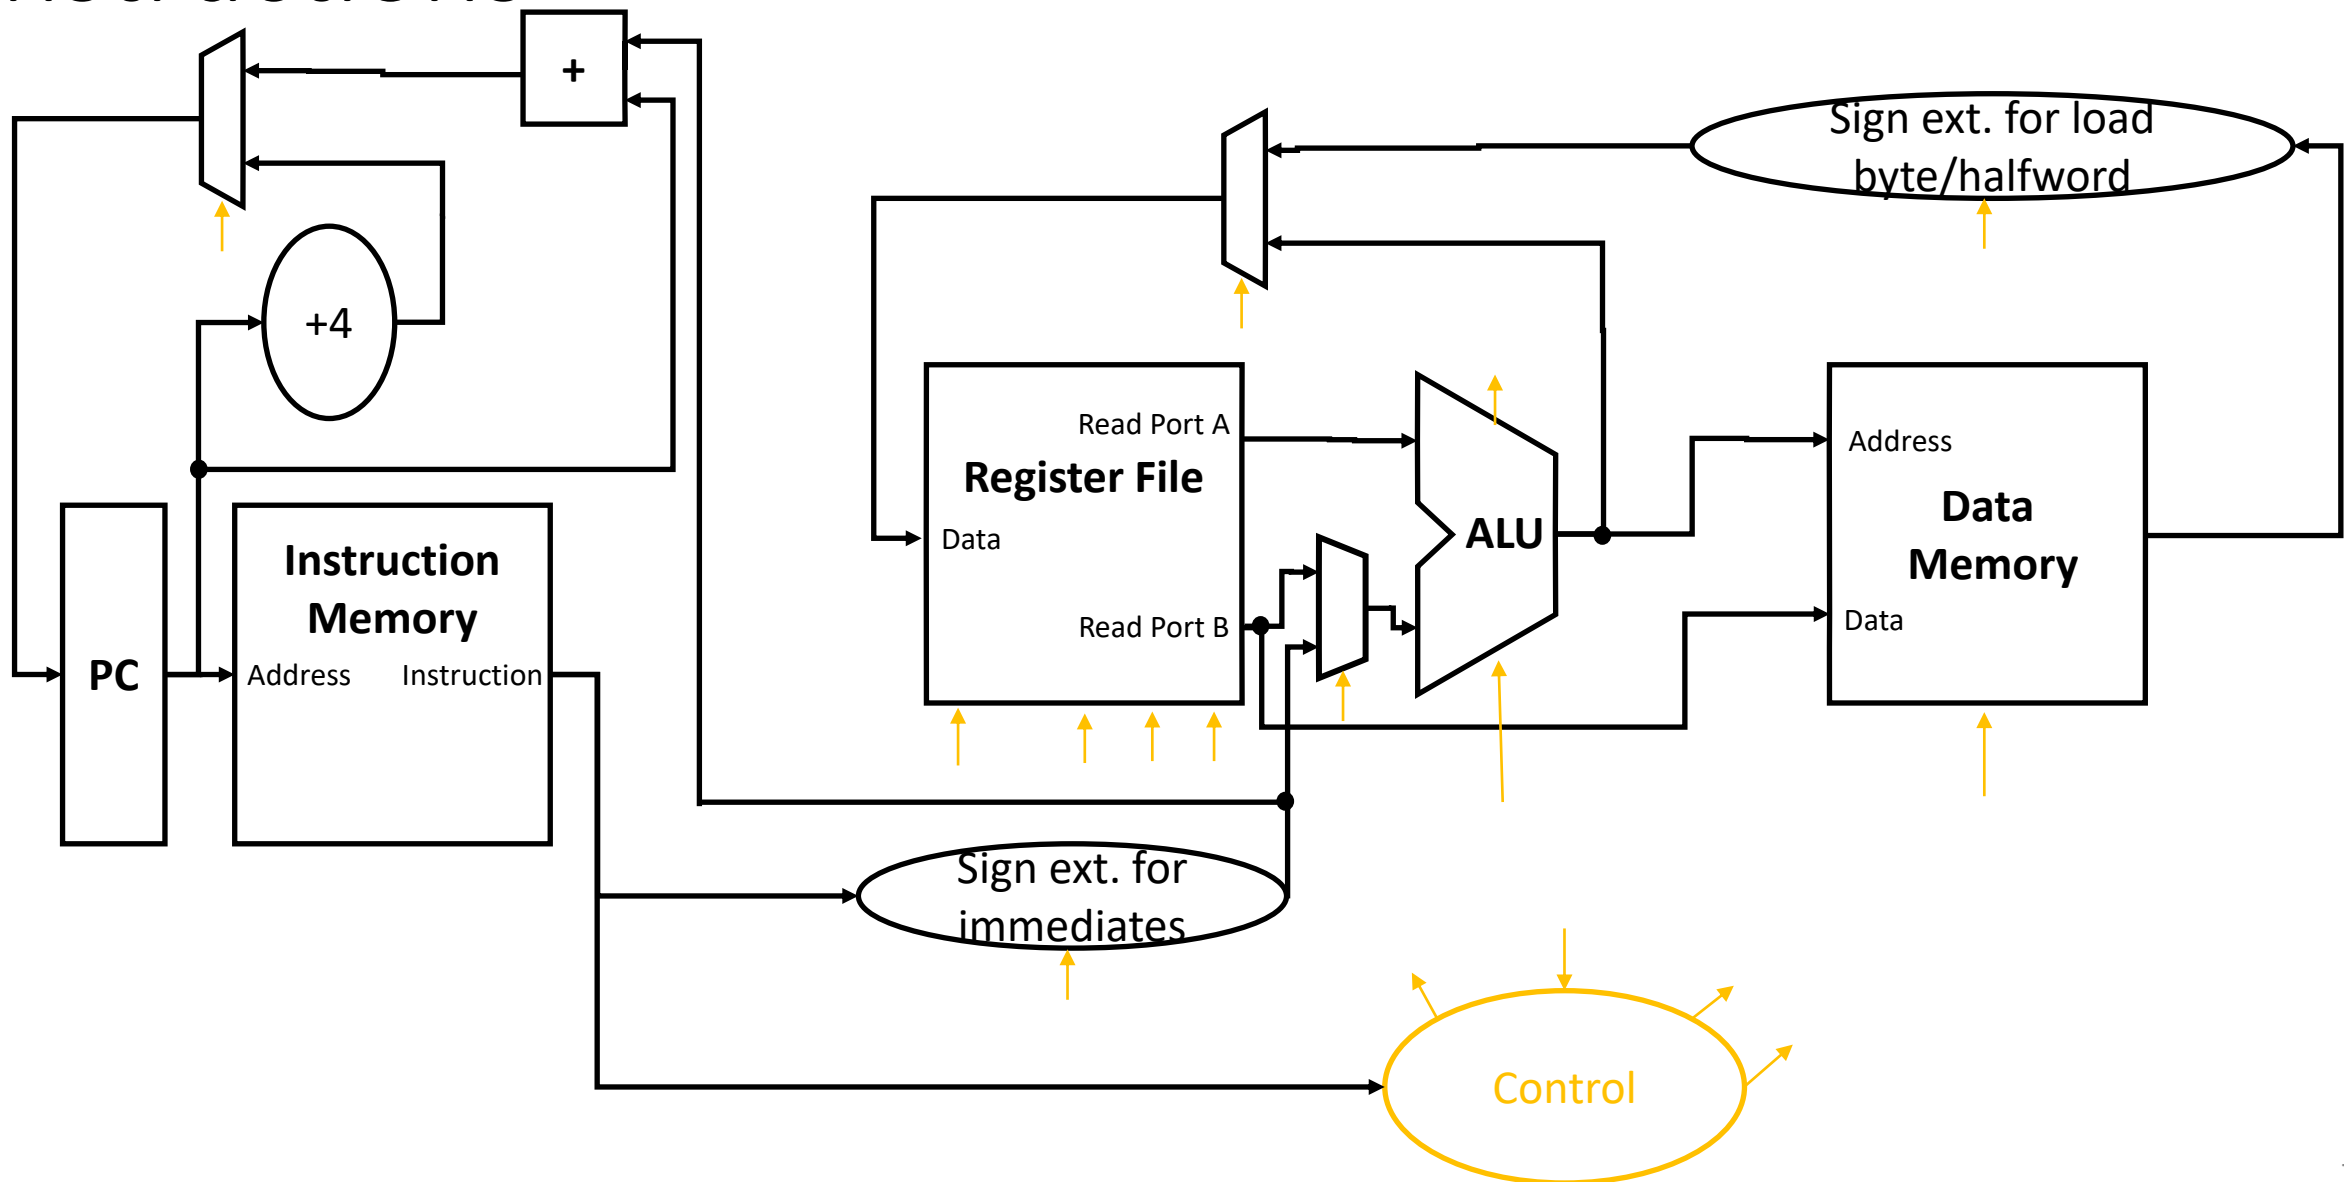 +
Sign ext. for load
byte/halfword
+4
Read Port A
Register File
Data
Read Port B
ALU
Address
Data
Memory
Data
Instruction
Memory
PC
Address
Instruction
Sign ext. for
immediates
Control